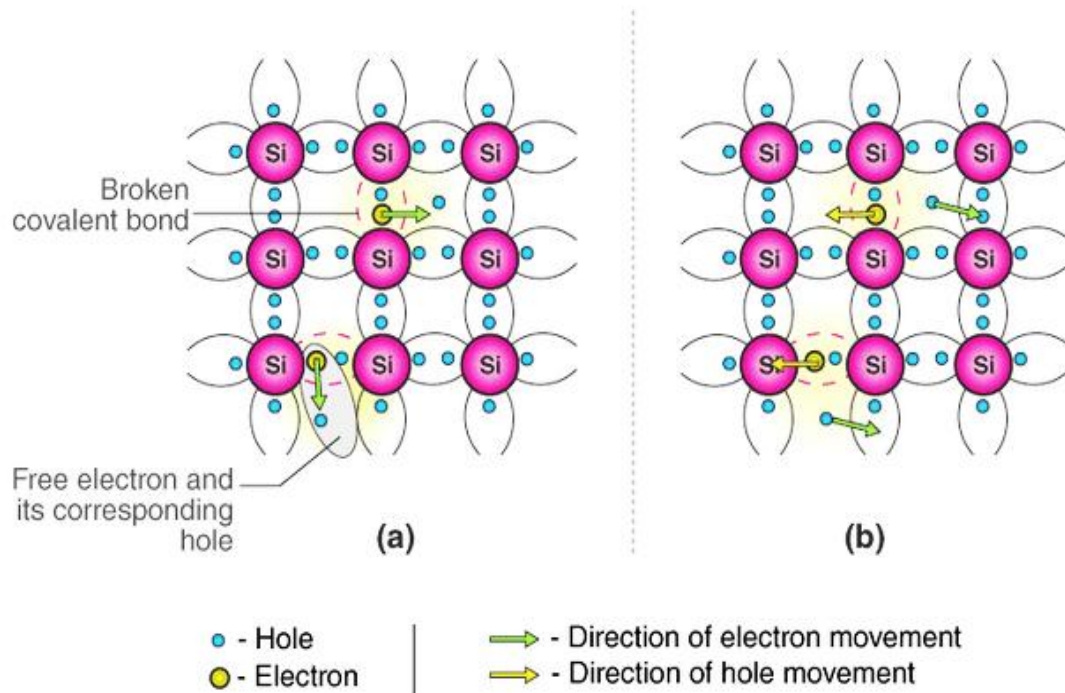 Si Si Si
Si Si Si
Broken
covalent bond
Si Si Si
Si Si Si
Si Si Si
Si Si Si
Free electron and
its corresponding
hole
(a)
(b)
- Hole
- Electron
- Direction of electron movement
- Direction of hole movement